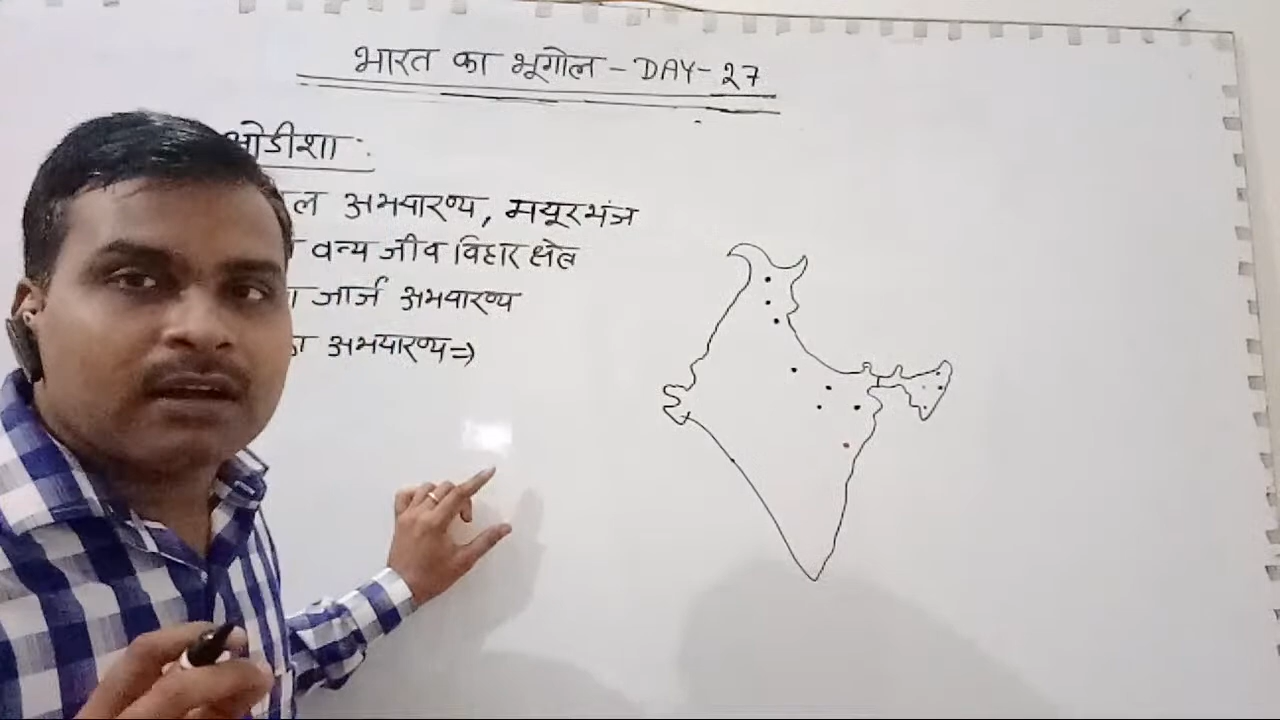 भारत का भूगोल - DAY - 27
ओडीशा :
अभयारण्य, मयूरभंज
वन्य जीव विहार क्षेत्र
जार्ज अभयारण्य
अभयारण्य =>